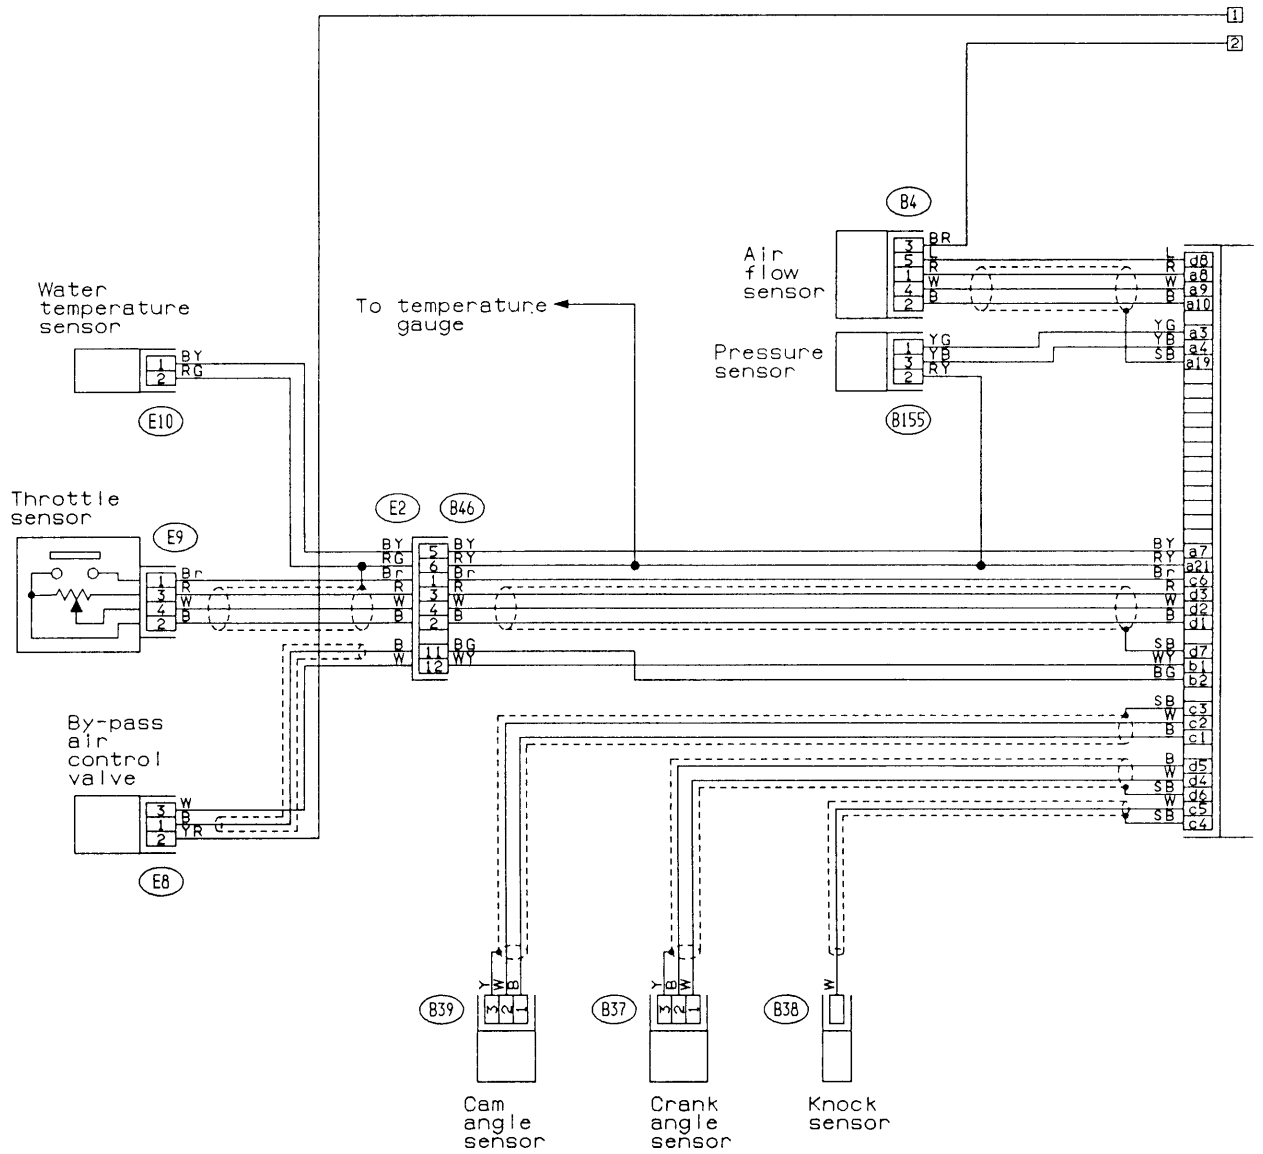 1
2
B4
Air
flow
sensor
3 BR
5 L
1 R
4 W
2 B
L d8
R a8
W a9
B a10
YG a3
YB a4
SB a19
Pressure
sensor
1 YG
3 YB
2 RY
B155
Water
temperature
sensor
1 BY
2 RG
E10
To temperature
gauge
Throttle
sensor
E9
1 Br
3 R
4 W
2 B
E2 B46
BY 5 BY
RG 6 RY
Br 1 Br
R 3 R
W 4 W
B 2 B
B 11 BG
W 12 WY
BY a7
RY a21
Br c6
R d3
W d2
B d1
SB d7
WY b1
BG b2
SB c3
W c2
B c1
B d5
W d4
SB d6
W c5
SB c4
By-pass
air
control
valve
3 W
1 B
2 YR
E8
Y W B
B39 3 2 1
Y B W
B37 3 2 1
W
B38
Cam
angle
sensor
Crank
angle
sensor
Knock
sensor